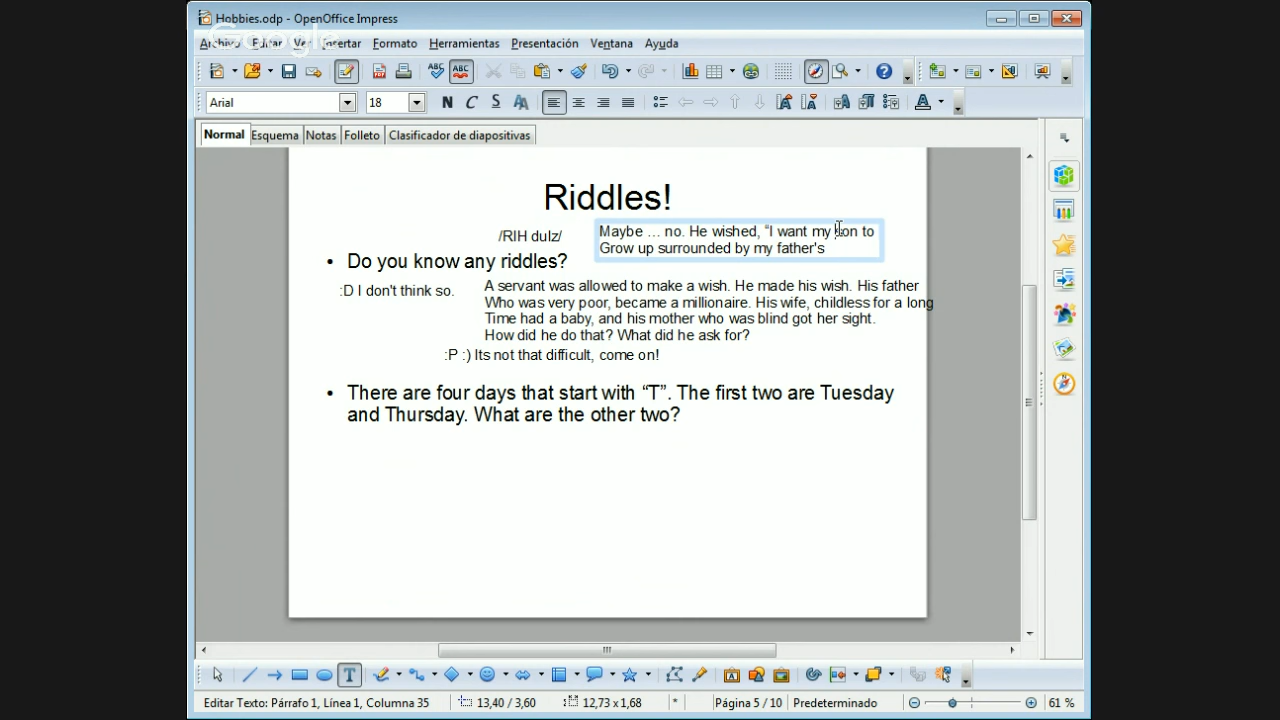 Hobbies.odp - OpenOffice Impress
Google
Archivo Editar Ver Insertar Formato Herramientas Presentación Ventana Ayuda
Arial 18 N C S
Normal Esquema Notas Folleto Clasificador de diapositivas
Riddles!
/RIH dulz/
Maybe ... no. He wished, “I want my son to
Grow up surrounded by my father's
• Do you know any riddles?
:D I don't think so.
A servant was allowed to make a wish. He made his wish. His father
Who was very poor, became a millionaire. His wife, childless for a long
Time had a baby, and his mother who was blind got her sight.
How did he do that? What did he ask for?
:P :) Its not that difficult, come on!
• There are four days that start with “T”. The first two are Tuesday
and Thursday. What are the other two?
Editar Texto: Párrafo 1, Línea 1, Columna 35 13,40 / 3,60 12,73 x 1,68 * Página 5 / 10 Predeterminado 61 %